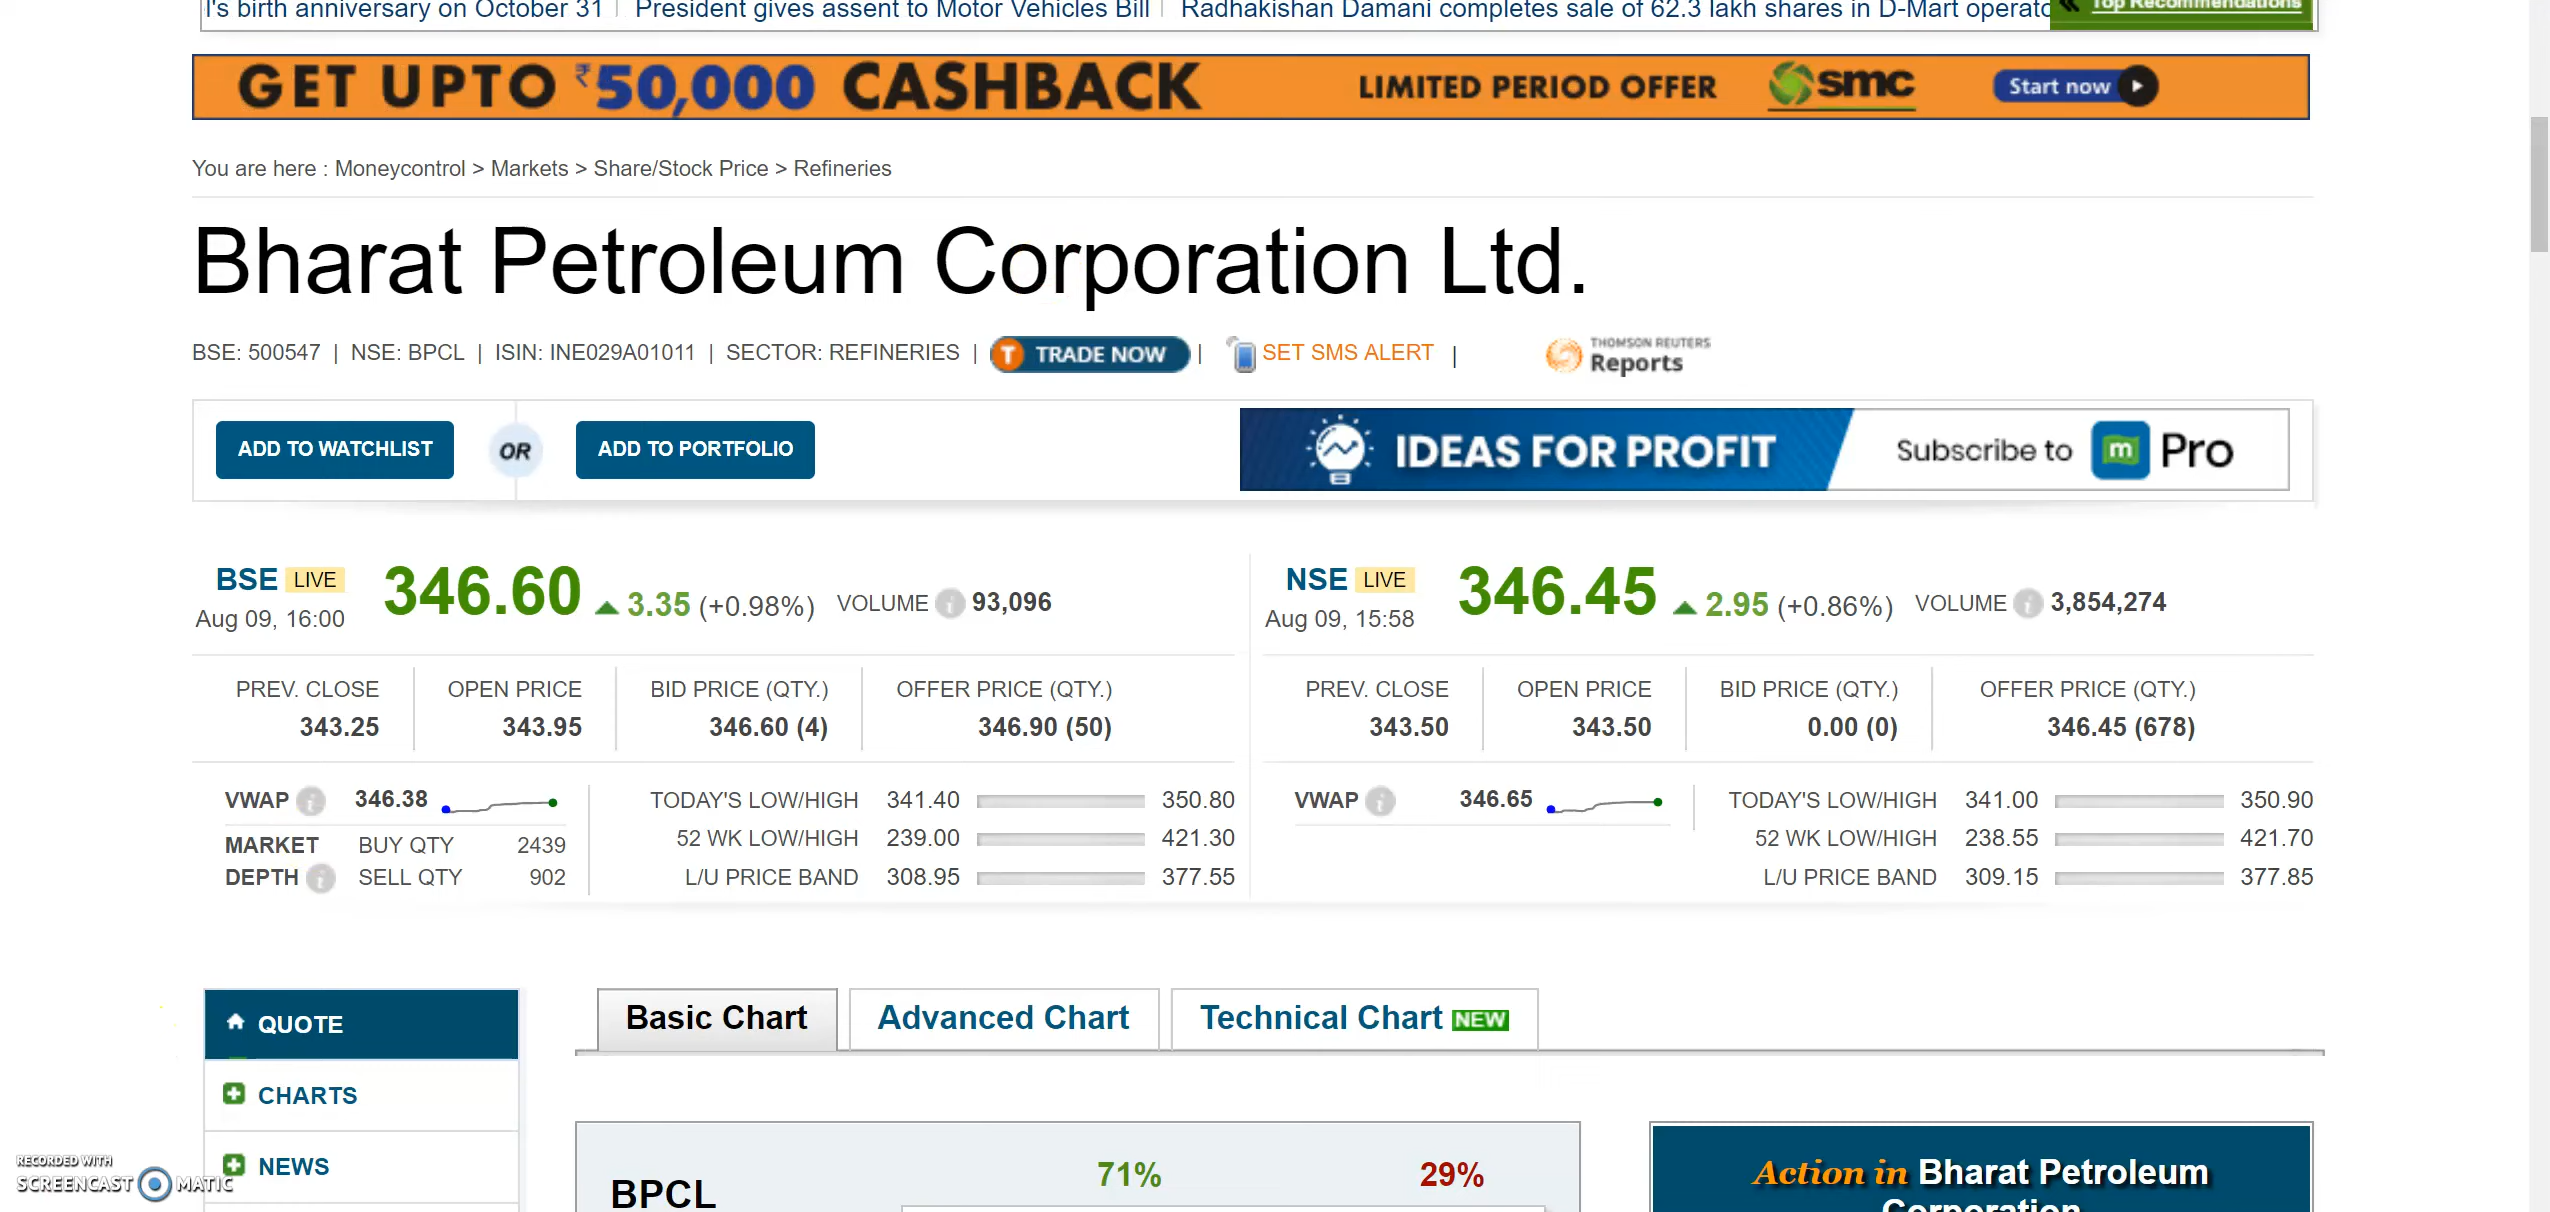 l's birth anniversary on October 31 | President gives assent to Motor Vehicles Bill | Radhakishan Damani completes sale of 62.3 lakh shares in D-Mart operato
Top Recommendations
GET UPTO ₹50,000 CASHBACK LIMITED PERIOD OFFER smc Start now
You are here : Moneycontrol > Markets > Share/Stock Price > Refineries
Bharat Petroleum Corporation Ltd.
BSE: 500547 | NSE: BPCL | ISIN: INE029A01011 | SECTOR: REFINERIES | T TRADE NOW | SET SMS ALERT | THOMSON REUTERS Reports
ADD TO WATCHLIST OR ADD TO PORTFOLIO IDEAS FOR PROFIT Subscribe to m Pro
BSE LIVE 346.60 3.35 (+0.98%) VOLUME i 93,096
Aug 09, 16:00
PREV. CLOSE OPEN PRICE BID PRICE (QTY.) OFFER PRICE (QTY.)
343.25 343.95 346.60 (4) 346.90 (50)
VWAP i 346.38
MARKET BUY QTY 2439
DEPTH i SELL QTY 902
TODAY'S LOW/HIGH 341.40 350.80
52 WK LOW/HIGH 239.00 421.30
L/U PRICE BAND 308.95 377.55
NSE LIVE 346.45 2.95 (+0.86%) VOLUME i 3,854,274
Aug 09, 15:58
PREV. CLOSE OPEN PRICE BID PRICE (QTY.) OFFER PRICE (QTY.)
343.50 343.50 0.00 (0) 346.45 (678)
VWAP i 346.65
TODAY'S LOW/HIGH 341.00 350.90
52 WK LOW/HIGH 238.55 421.70
L/U PRICE BAND 309.15 377.85
QUOTE
CHARTS
NEWS
Basic Chart Advanced Chart Technical Chart NEW
BPCL 71% 29%
Action in Bharat Petroleum
Corporation
RECORDED WITH
SCREENCAST MATIC